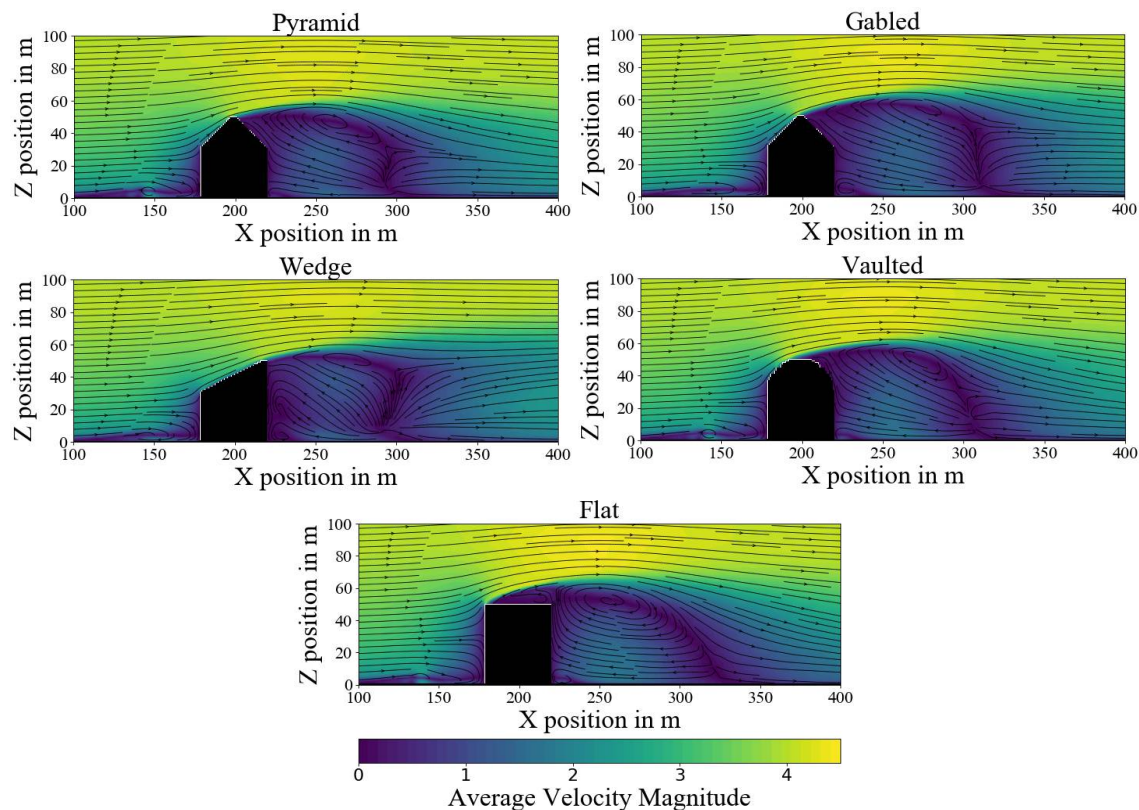 Pyramid
Z position in m
100
80
60
40
20
0
100 150 200 250 300 350 400
X position in m
Gabled
Z position in m
100
80
60
40
20
0
100 150 200 250 300 350 400
X position in m
Wedge
Z position in m
100
80
60
40
20
0
100 150 200 250 300 350 400
X position in m
Vaulted
Z position in m
100
80
60
40
20
0
100 150 200 250 300 350 400
X position in m
Flat
Z position in m
100
80
60
40
20
0
100 150 200 250 300 350 400
X position in m
0 1 2 3 4
Average Velocity Magnitude